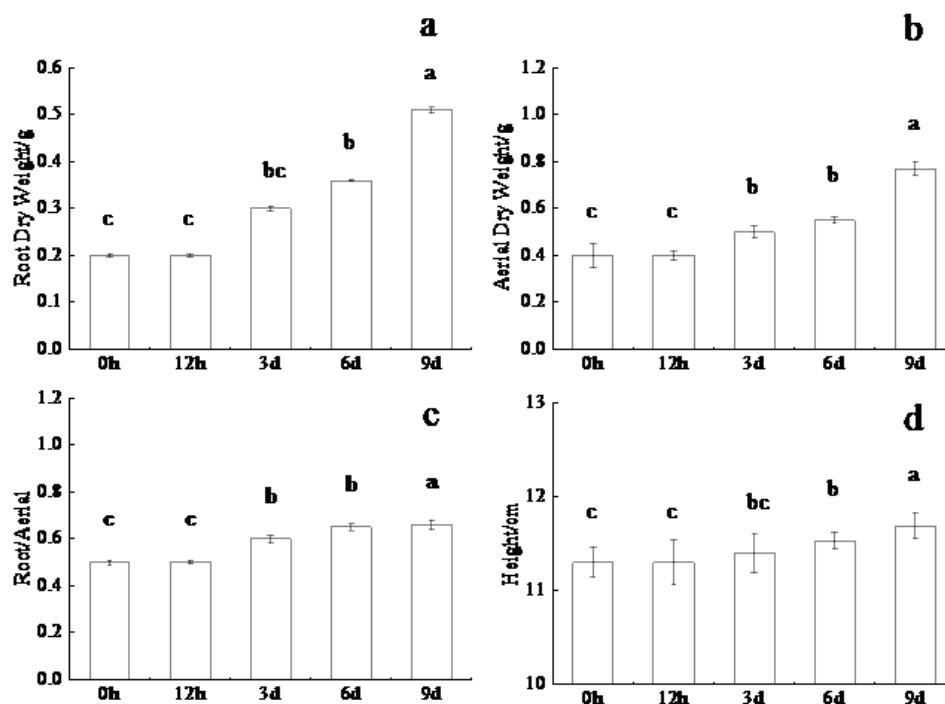 a
Root Dry Weight/g
0.6
0.5
0.4
0.3
0.2
0.1
0.0
c
c
bc
b
a
0h
12h
3d
6d
9d
b
Aerial Dry Weight/g
1.2
1.0
0.8
0.6
0.4
0.2
0.0
c
c
b
b
a
0h
12h
3d
6d
9d
c
Root/Aerial
1.2
1.0
0.8
0.6
0.4
0.2
0.0
c
c
b
b
a
0h
12h
3d
6d
9d
d
Height/cm
13
12
11
10
c
c
bc
b
a
0h
12h
3d
6d
9d